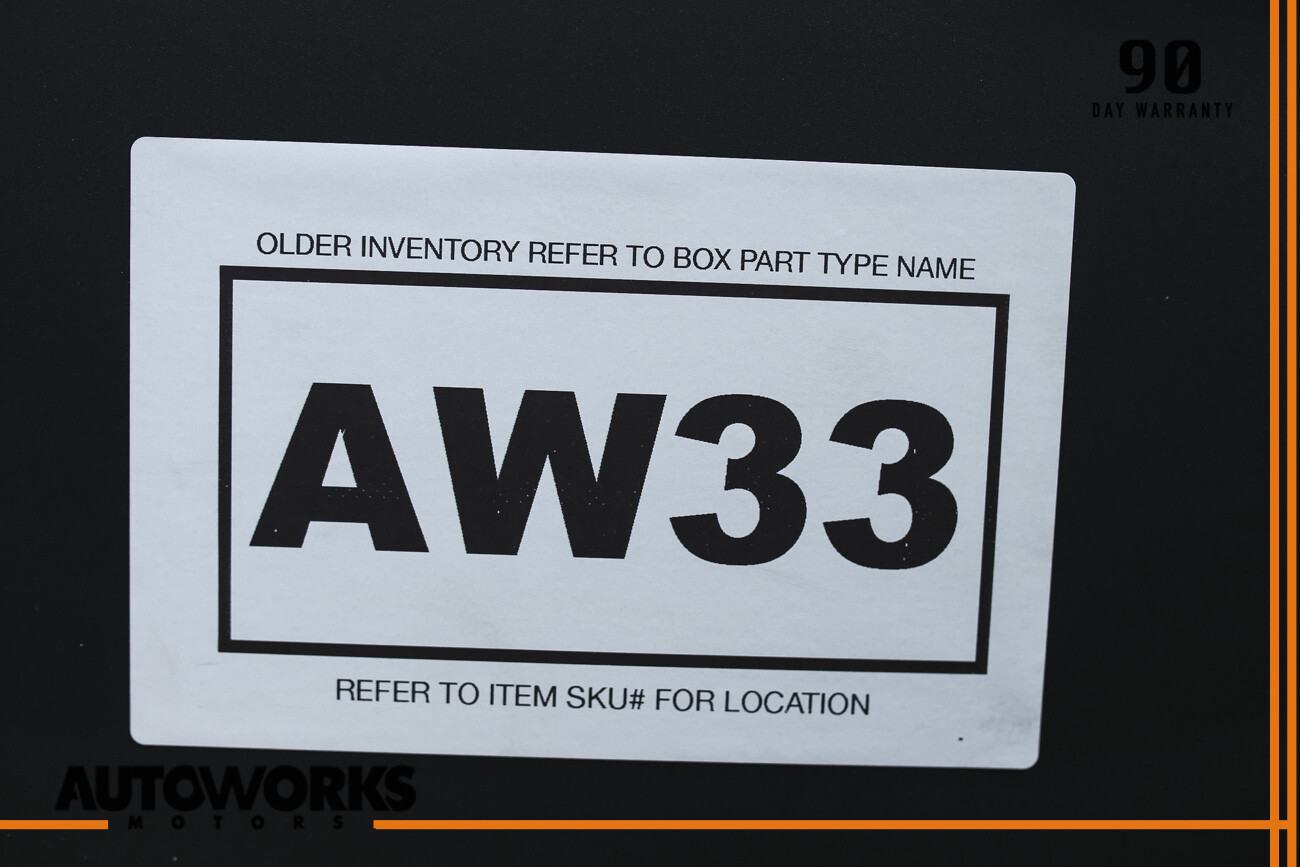 90
DAY WARRANTY
OLDER INVENTORY REFER TO BOX PART TYPE NAME
AW33
REFER TO ITEM SKU# FOR LOCATION
AUTOWORKS
MOTORS